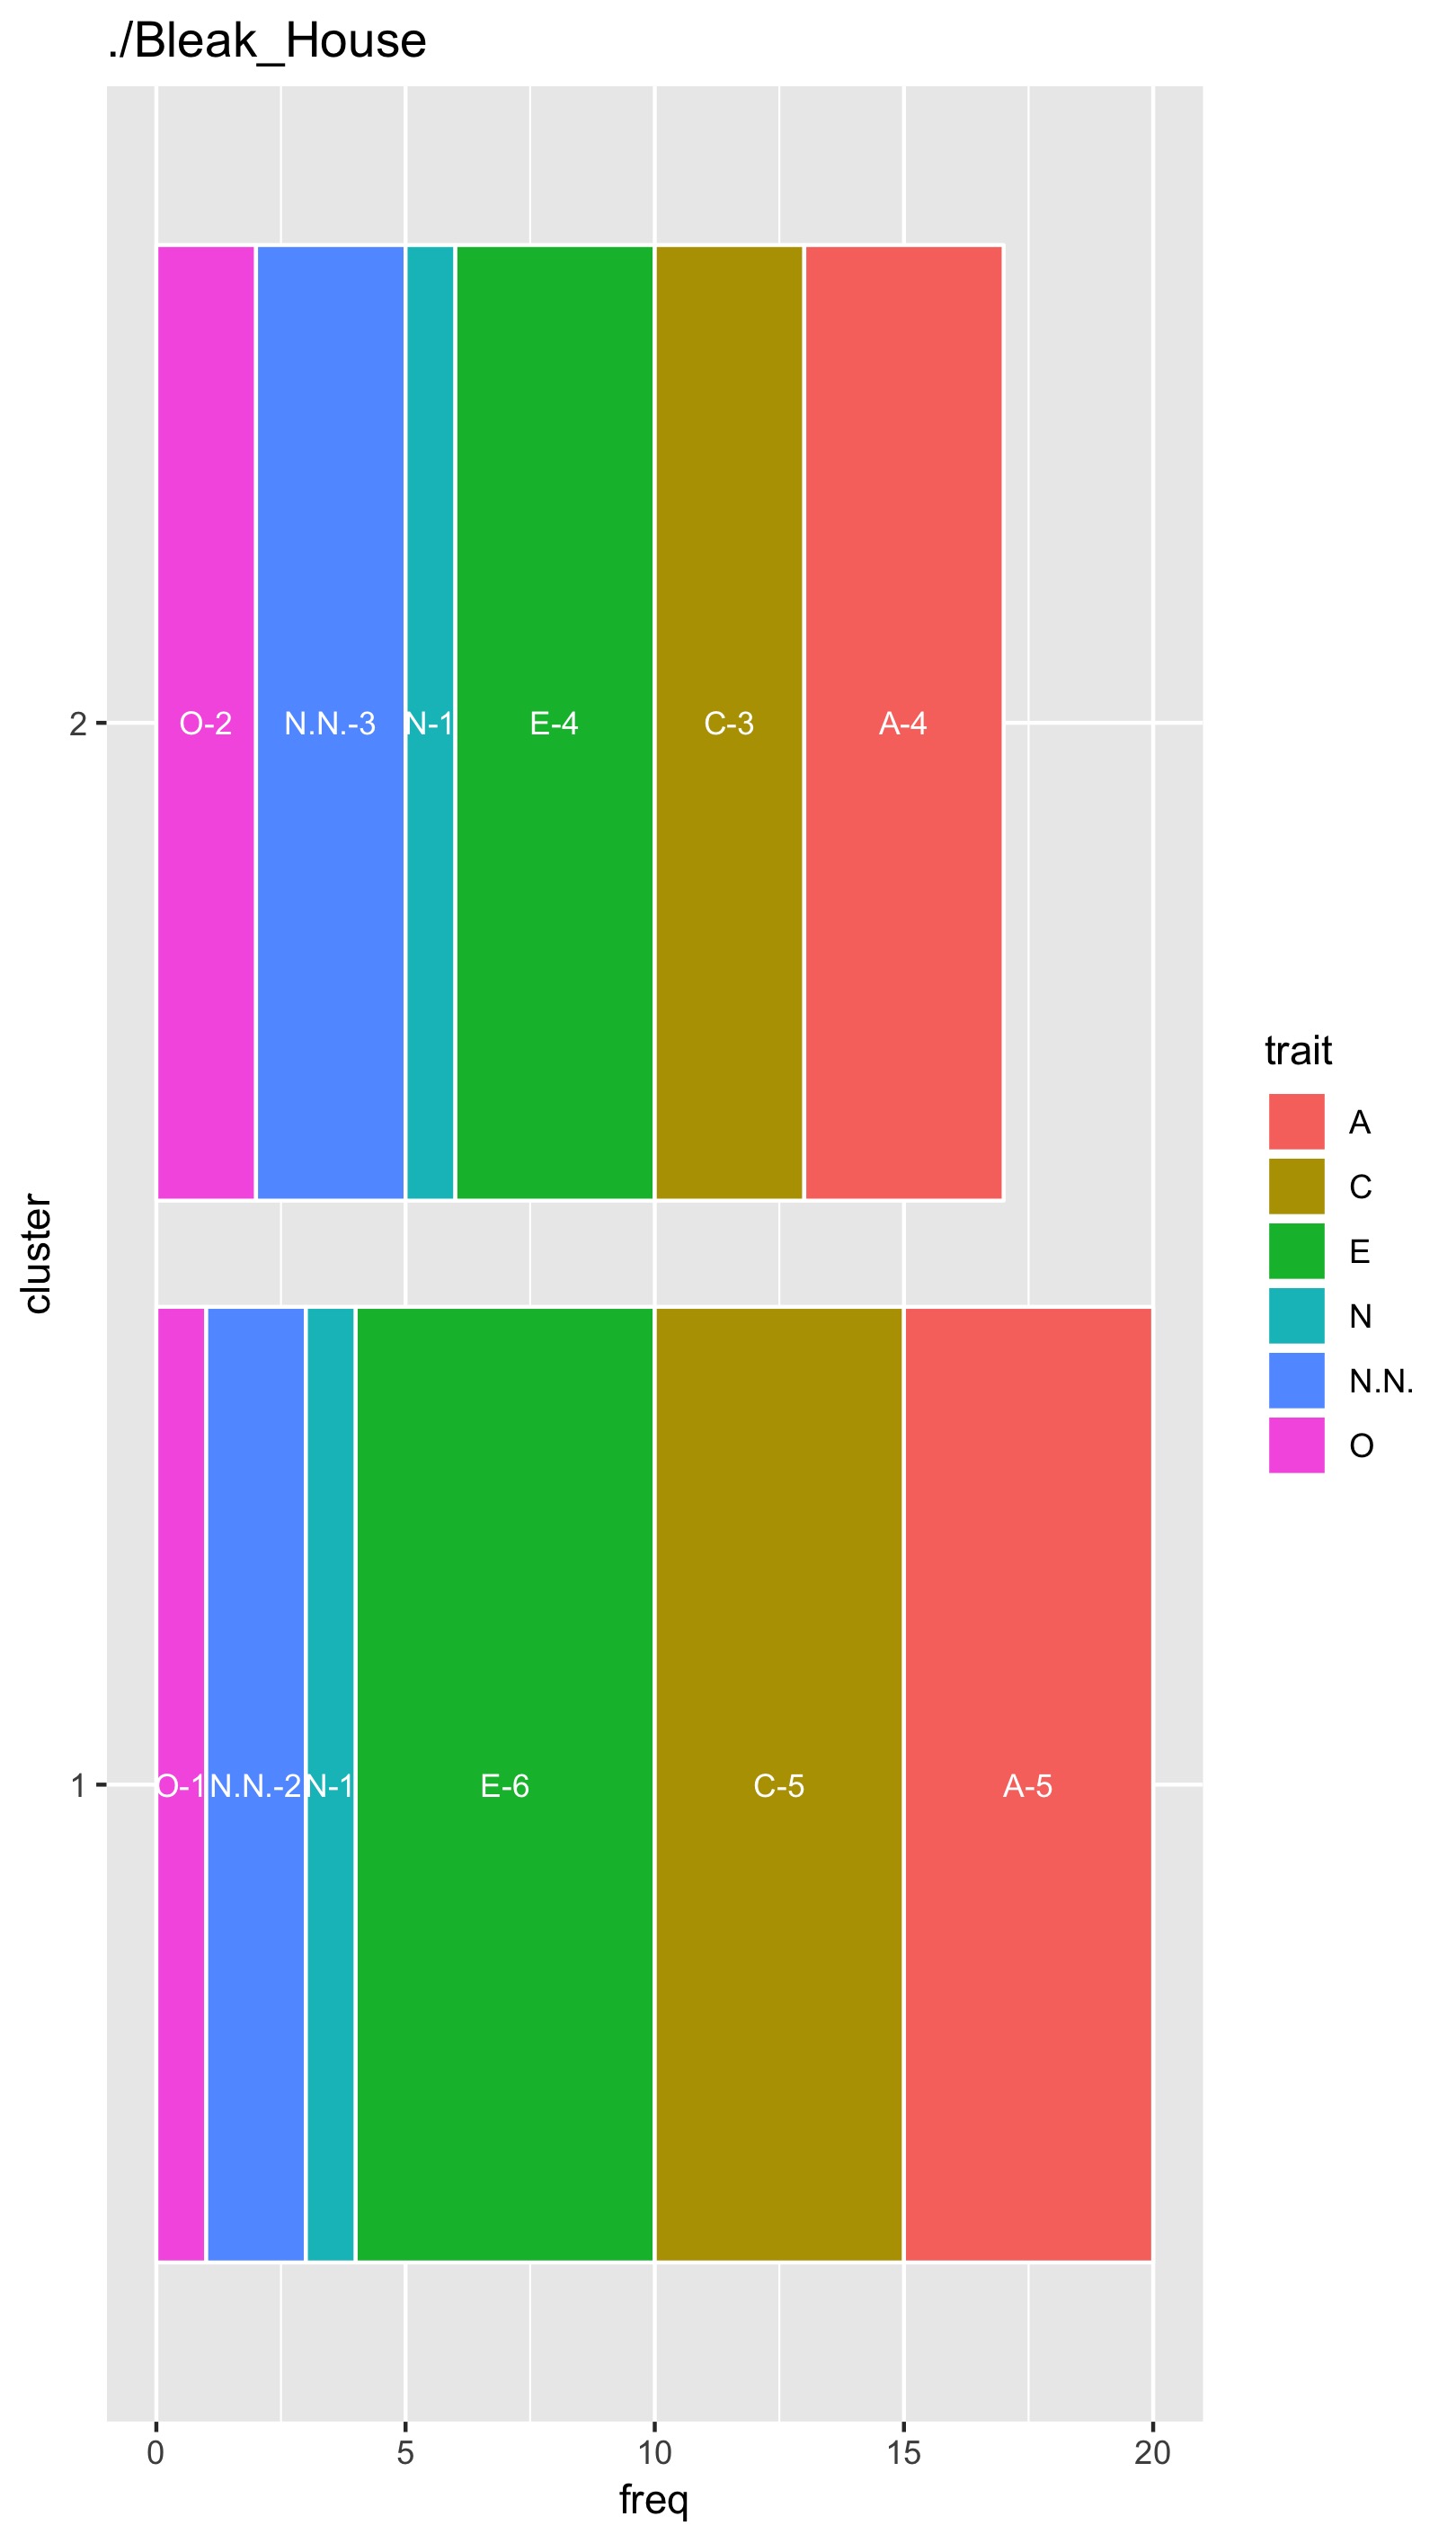 ./Bleak_House
2
O-2 N.N.-3 N-1 E-4 C-3 A-4
cluster
1
O-1 N.N.-2 N-1 E-6 C-5 A-5
0 5 10 15 20
freq
trait
A
C
E
N
N.N.
O